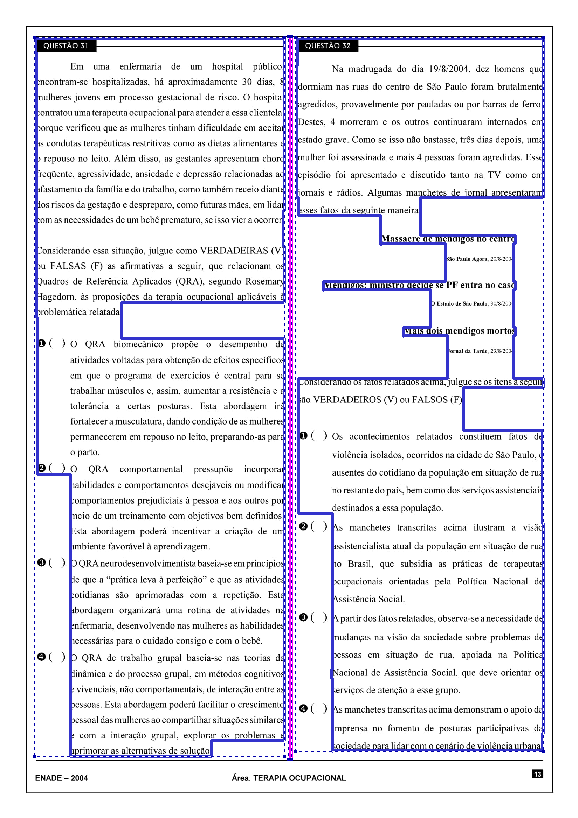 QUESTÃO 31
Em uma enfermaria de um hospital público,
encontram-se hospitalizadas, há aproximadamente 30 dias, 8
mulheres jovens em processo gestacional de risco. O hospital
contratou uma terapeuta ocupacional para atender a essa clientela,
porque verificou que as mulheres tinham dificuldade em aceitar
as condutas terapêuticas restritivas como as dietas alimentares e
o repouso no leito. Além disso, as gestantes apresentam choro
freqüente, agressividade, ansiedade e depressão relacionadas ao
afastamento da família e do trabalho, como também receio diante
dos riscos da gestação e despreparo, como futuras mães, em lidar
com as necessidades de um bebê prematuro, se isso vier a ocorrer.
Considerando essa situação, julgue como VERDADEIRAS (V)
ou FALSAS (F) as afirmativas a seguir, que relacionam os
Quadros de Referência Aplicados (QRA), segundo Rosemary
Hagedorn, às proposições da terapia ocupacional aplicáveis à
problemática relatada.
❶ ( ) O QRA biomecânico propõe o desempenho de
atividades voltadas para obtenção de efeitos específicos
em que o programa de exercícios é central para se
trabalhar músculos e, assim, aumentar a resistência e a
tolerância a certas posturas. Esta abordagem irá
fortalecer a musculatura, dando condição de as mulheres
permanecerem em repouso no leito, preparando-as para
o parto.
❷ ( ) O QRA comportamental pressupõe incorporar
habilidades e comportamentos desejáveis ou modificar
comportamentos prejudiciais à pessoa e aos outros por
meio de um treinamento com objetivos bem definidos.
Esta abordagem poderá incentivar a criação de um
ambiente favorável à aprendizagem.
❸ ( ) O QRA neurodesenvolvimentista baseia-se em princípios
de que a “prática leva à perfeição” e que as atividades
cotidianas são aprimoradas com a repetição. Esta
abordagem organizará uma rotina de atividades na
enfermaria, desenvolvendo nas mulheres as habilidades
necessárias para o cuidado consigo e com o bebê.
❹ ( ) O QRA de trabalho grupal baseia-se nas teorias da
dinâmica e do processo grupal, em métodos cognitivos
e vivenciais, não comportamentais, de interação entre as
pessoas. Esta abordagem poderá facilitar o crescimento
pessoal das mulheres ao compartilhar situações similares
e com a interação grupal, explorar os problemas e
aprimorar as alternativas de solução.
QUESTÃO 32
Na madrugada do dia 19/8/2004, dez homens que
dormiam nas ruas do centro de São Paulo foram brutalmente
agredidos, provavelmente por pauladas ou por barras de ferro.
Destes, 4 morreram e os outros continuaram internados em
estado grave. Como se isso não bastasse, três dias depois, uma
mulher foi assassinada e mais 4 pessoas foram agredidas. Esse
episódio foi apresentado e discutido tanto na TV como em
jornais e rádios. Algumas manchetes de jornal apresentaram
esses fatos da seguinte maneira:
Massacre de mendigos no centro
São Paulo Agora, 20/8/2004
Mendigos: ministro decide se PF entra no caso
O Estado de São Paulo, 9/1/2004
Mais dois mendigos mortos
Jornal da Tarde, 23/8/2004
Considerando os fatos relatados acima, julgue se os itens a seguir
são VERDADEIROS (V) ou FALSOS (F).
❶ ( ) Os acontecimentos relatados constituem fatos de
violência isolados, ocorridos na cidade de São Paulo, e
ausentes do cotidiano da população em situação de rua
no restante do país, bem como dos serviços assistenciais
destinados a essa população.
❷ ( ) As manchetes transcritas acima ilustram a visão
assistencialista atual da população em situação de rua
no Brasil, que subsidia as práticas de terapeutas
ocupacionais orientadas pela Política Nacional de
Assistência Social.
❸ ( ) A partir dos fatos relatados, observa-se a necessidade de
mudanças na visão da sociedade sobre problemas de
pessoas em situação de rua, apoiada na Política
Nacional de Assistência Social, que deve orientar os
serviços de atenção a esse grupo.
❹ ( ) As manchetes transcritas acima demonstram o apoio da
imprensa no fomento de posturas participativas da
sociedade para lidar com o cenário de violência urbana.
ENADE – 2004
Área: TERAPIA OCUPACIONAL
13